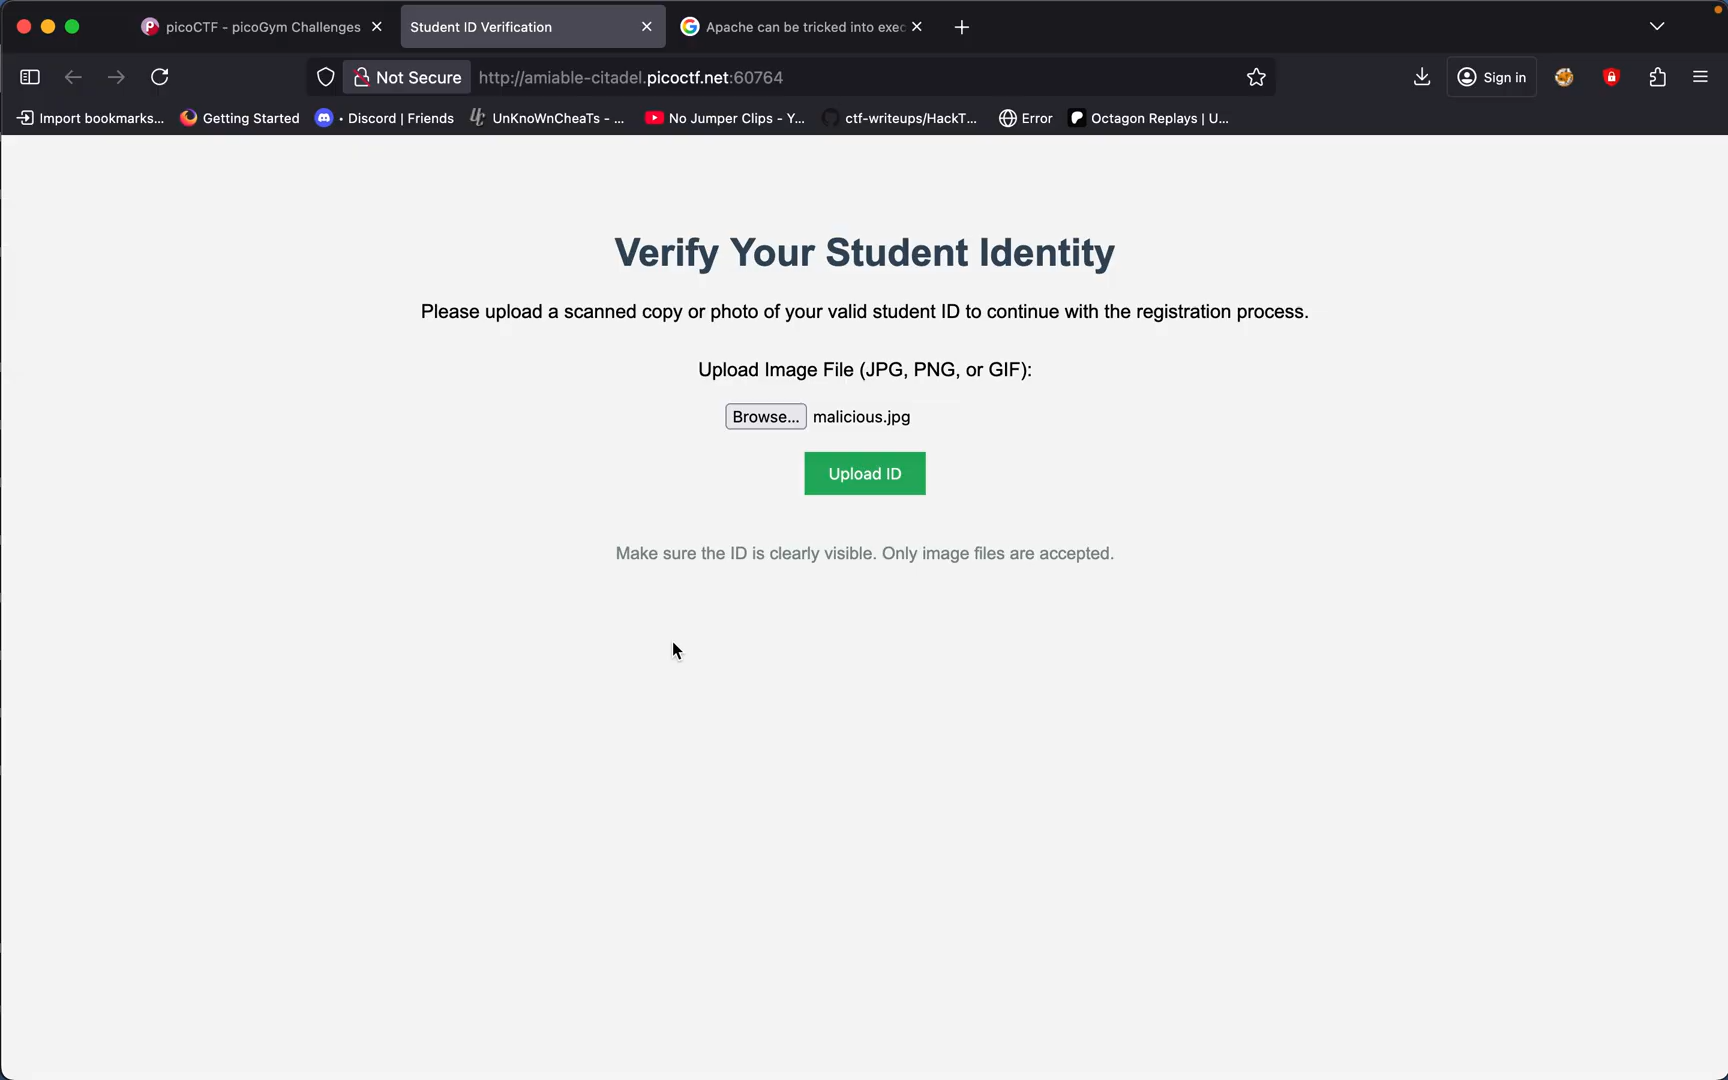 picoCTF - picoGym Challenges
Student ID Verification
Apache can be tricked into exec
Not Secure
http://amiable-citadel.picoctf.net:60764
Sign in
Import bookmarks...
Getting Started
• Discord | Friends
UnKnoWnCheaTs - ...
No Jumper Clips - Y...
ctf-writeups/HackT...
Error
Octagon Replays | U...
Verify Your Student Identity
Please upload a scanned copy or photo of your valid student ID to continue with the registration process.
Upload Image File (JPG, PNG, or GIF):
Browse... malicious.jpg
Upload ID
Make sure the ID is clearly visible. Only image files are accepted.